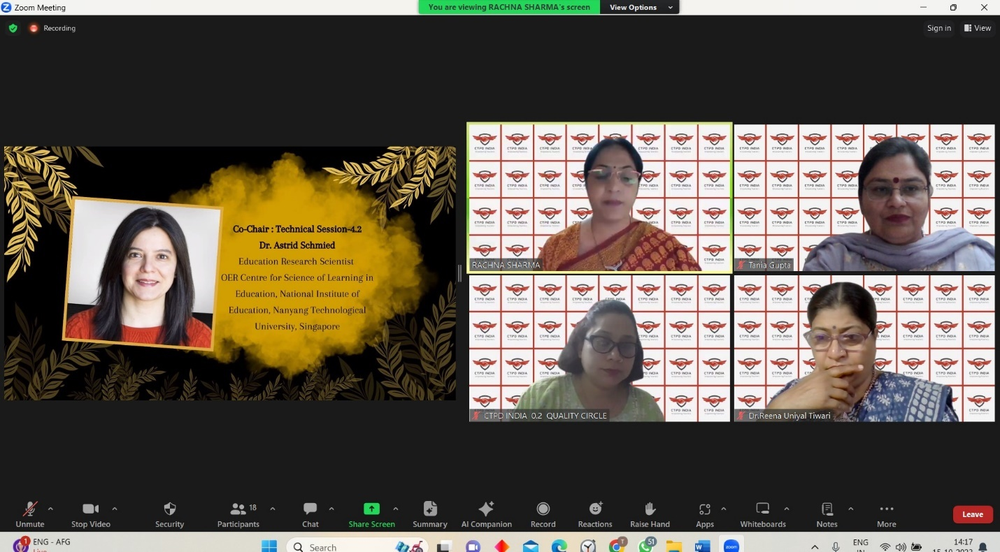 Zoom Meeting
You are viewing RACHNA SHARMA's screen
View Options
Recording
Sign in
View
Co-Chair : Technical Session-4.2
Dr. Astrid Schmied
Education Research Scientist
OER Centre for Science of Learning in
Education, National Institute of
Education, Nanyang Technological
University, Singapore
CTPD INDIA
RACHNA SHARMA
Tania Gupta
CTPD INDIA 0.2 QUALITY CIRCLE
Dr.Reena Uniyal Tiwari
18
Unmute
Stop Video
Security
Participants
Chat
Share Screen
Summary
AI Companion
Record
Reactions
Raise Hand
Apps
Whiteboards
Notes
More
Leave
1
ENG - AFG
Live
Search
T
51
W
zoom
ENG
IN
14:17
15-10-2023